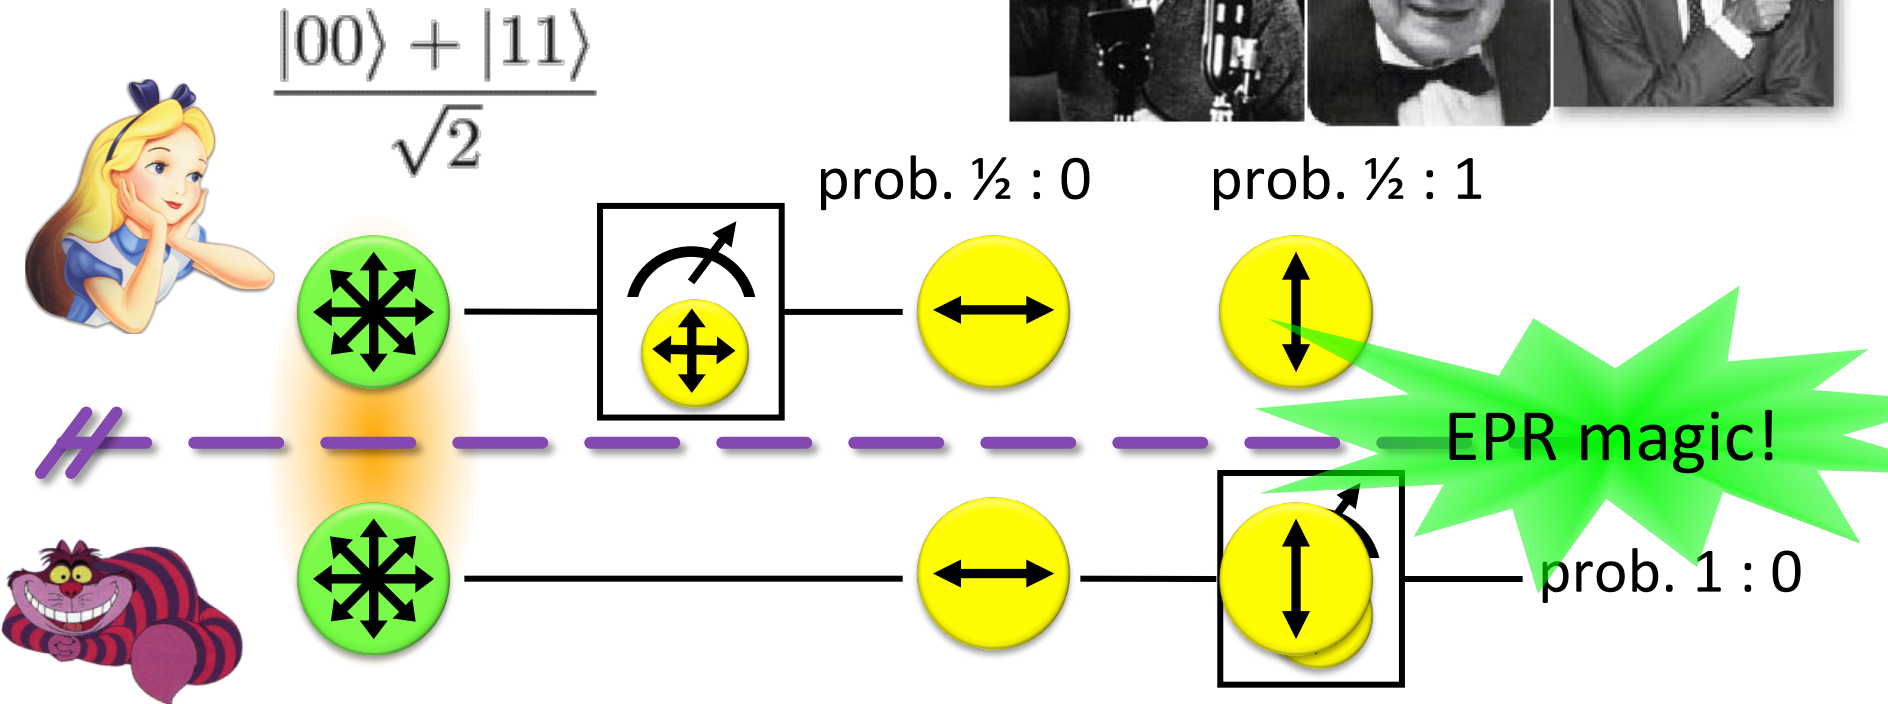 |00⟩ + |11⟩
√2
prob. ½ : 0
prob. ½ : 1
EPR magic!
prob. 1 : 0